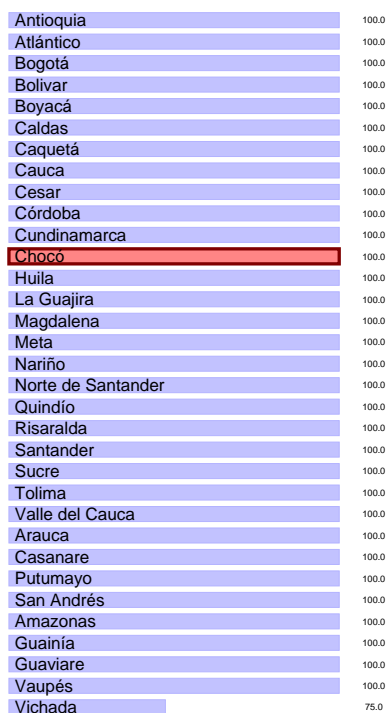 Antioquia 100.0
Atlántico 100.0
Bogotá 100.0
Bolivar 100.0
Boyacá 100.0
Caldas 100.0
Caquetá 100.0
Cauca 100.0
Cesar 100.0
Córdoba 100.0
Cundinamarca 100.0
Chocó 100.0
Huila 100.0
La Guajira 100.0
Magdalena 100.0
Meta 100.0
Nariño 100.0
Norte de Santander 100.0
Quindío 100.0
Risaralda 100.0
Santander 100.0
Sucre 100.0
Tolima 100.0
Valle del Cauca 100.0
Arauca 100.0
Casanare 100.0
Putumayo 100.0
San Andrés 100.0
Amazonas 100.0
Guainía 100.0
Guaviare 100.0
Vaupés 100.0
Vichada 75.0